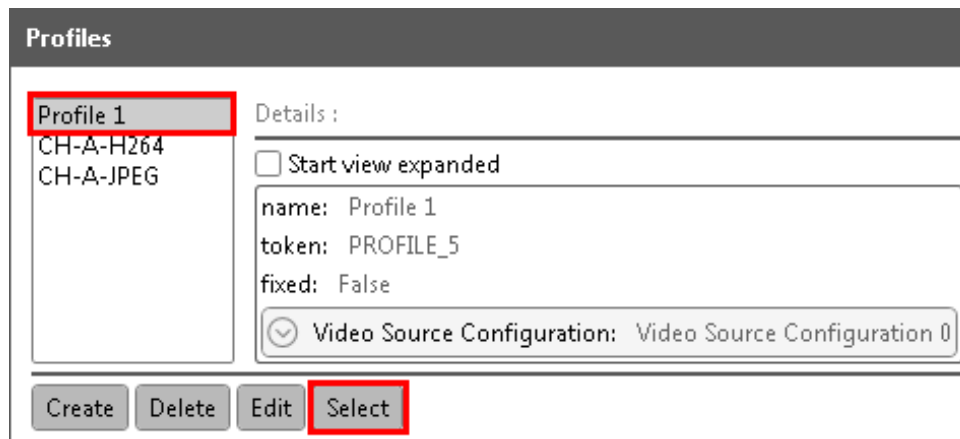 Profiles
Profile 1
CH-A-H264
CH-A-JPEG
Details :
Start view expanded
name: Profile 1
token: PROFILE_5
fixed: False
Video Source Configuration: Video Source Configuration 0
Create Delete Edit Select